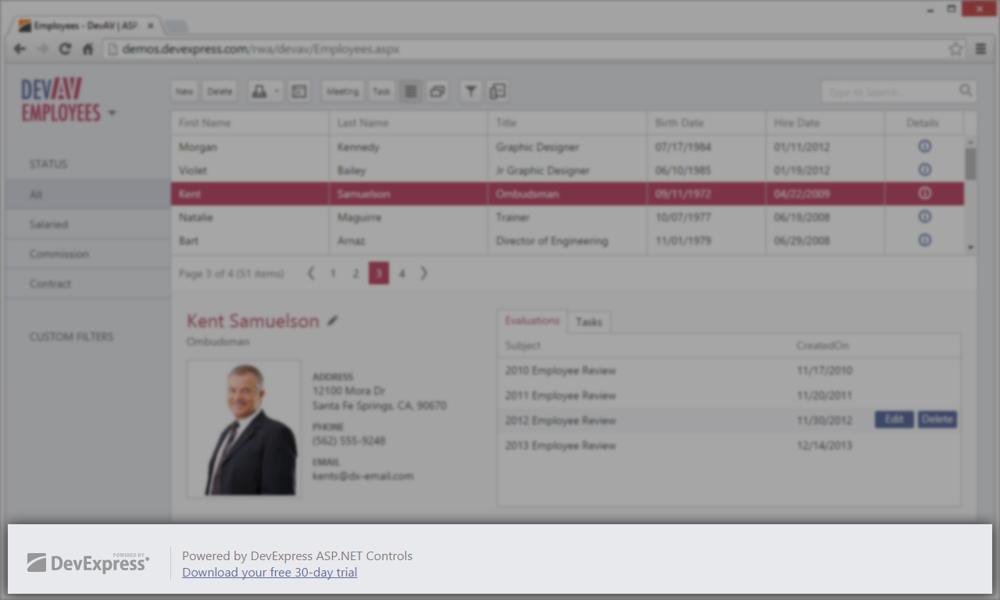 Employees - DevAV | ASP.
demos.devexpress.com/rwa/devav/Employees.aspx
DEVAV
EMPLOYEES
New Delete Meeting Task Type to Search...
First Name Last Name Title Birth Date Hire Date Details
Morgan Kennedy Graphic Designer 07/17/1984 01/11/2012
Violet Bailey Jr Graphic Designer 06/10/1985 01/19/2012
Kent Samuelson Ombudsman 09/11/1972 04/22/2009
Natalie Maguirre Trainer 10/07/1977 06/19/2008
Bart Arnaz Director of Engineering 11/01/1979 06/29/2008
Page 3 of 4 (51 items) 1 2 3 4
STATUS
All
Salaried
Commission
Contract
CUSTOM FILTERS
Kent Samuelson
Ombudsman
ADDRESS
12100 Mora Dr
Santa Fe Springs, CA, 90670
PHONE
(562) 555-9248
EMAIL
kents@dx-email.com
Evaluations Tasks
Subject CreatedOn
2010 Employee Review 11/17/2010
2011 Employee Review 11/20/2011
2012 Employee Review 11/30/2012 Edit Delete
2013 Employee Review 12/14/2013
POWERED BY
DevExpress
Powered by DevExpress ASP.NET Controls
Download your free 30-day trial